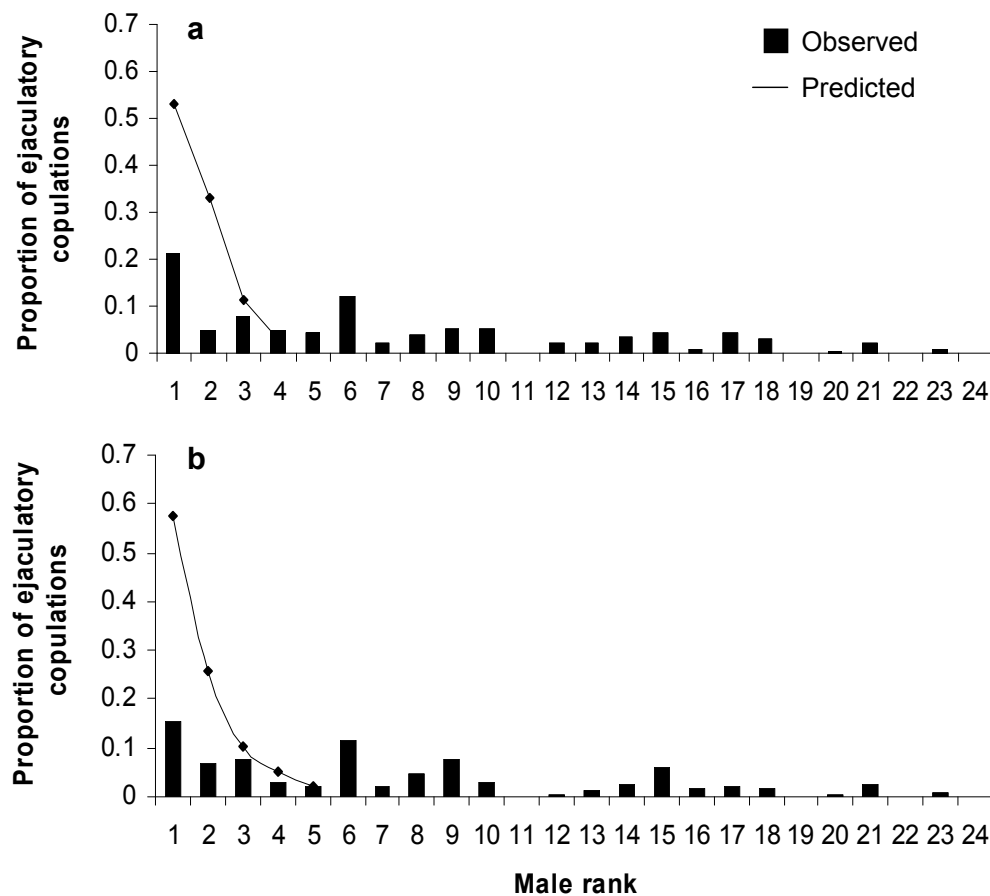 a
Observed
Predicted
Proportion of ejaculatory
copulations
0.7
0.6
0.5
0.4
0.3
0.2
0.1
0
1 2 3 4 5 6 7 8 9 10 11 12 13 14 15 16 17 18 19 20 21 22 23 24
b
Proportion of ejaculatory
copulations
0.7
0.6
0.5
0.4
0.3
0.2
0.1
0
1 2 3 4 5 6 7 8 9 10 11 12 13 14 15 16 17 18 19 20 21 22 23 24
Male rank